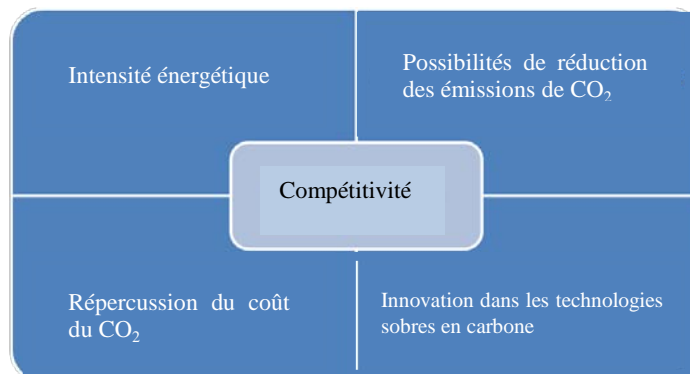 Intensité énergétique
Possibilités de réduction
des émissions de CO₂
Compétitivité
Répercussion du coût
du CO₂
Innovation dans les technologies
sobres en carbone